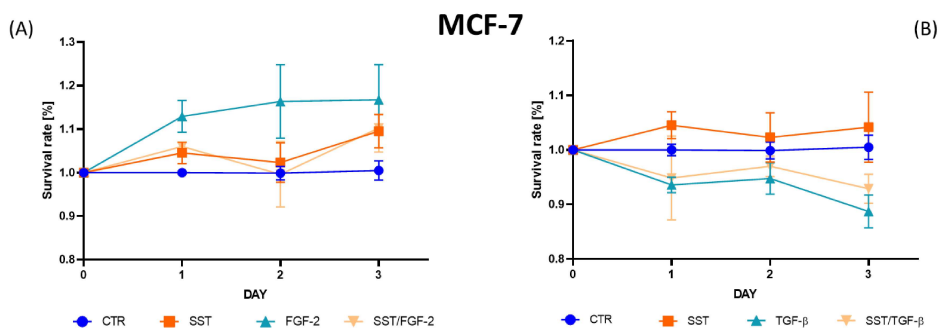 MCF-7
(A)
Survival rate [%]
1.3
1.2
1.1
1.0
0.9
0.8
0 1 2 3
DAY
CTR SST FGF-2 SST/FGF-2
(B)
Survival rate [%]
1.2
1.1
1.0
0.9
0.8
0 1 2 3
DAY
CTR SST TGF-β SST/TGF-β